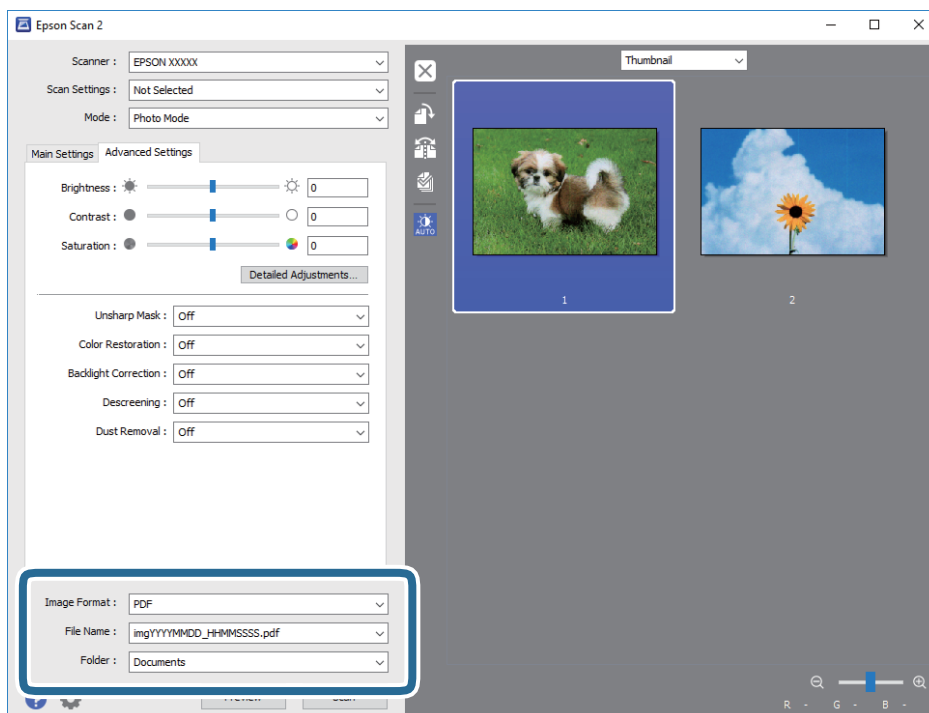 Epson Scan 2
Scanner : EPSON XXXXX
Scan Settings : Not Selected
Mode : Photo Mode
Main Settings Advanced Settings
Brightness : 0
Contrast : 0
Saturation : 0
Detailed Adjustments...
Unsharp Mask : Off
Color Restoration : Off
Backlight Correction : Off
Descreening : Off
Dust Removal : Off
Image Format : PDF
File Name : imgYYYYMMDD_HHMMSSSS.pdf
Folder : Documents
Thumbnail
AUTO
1
2
R - G - B -